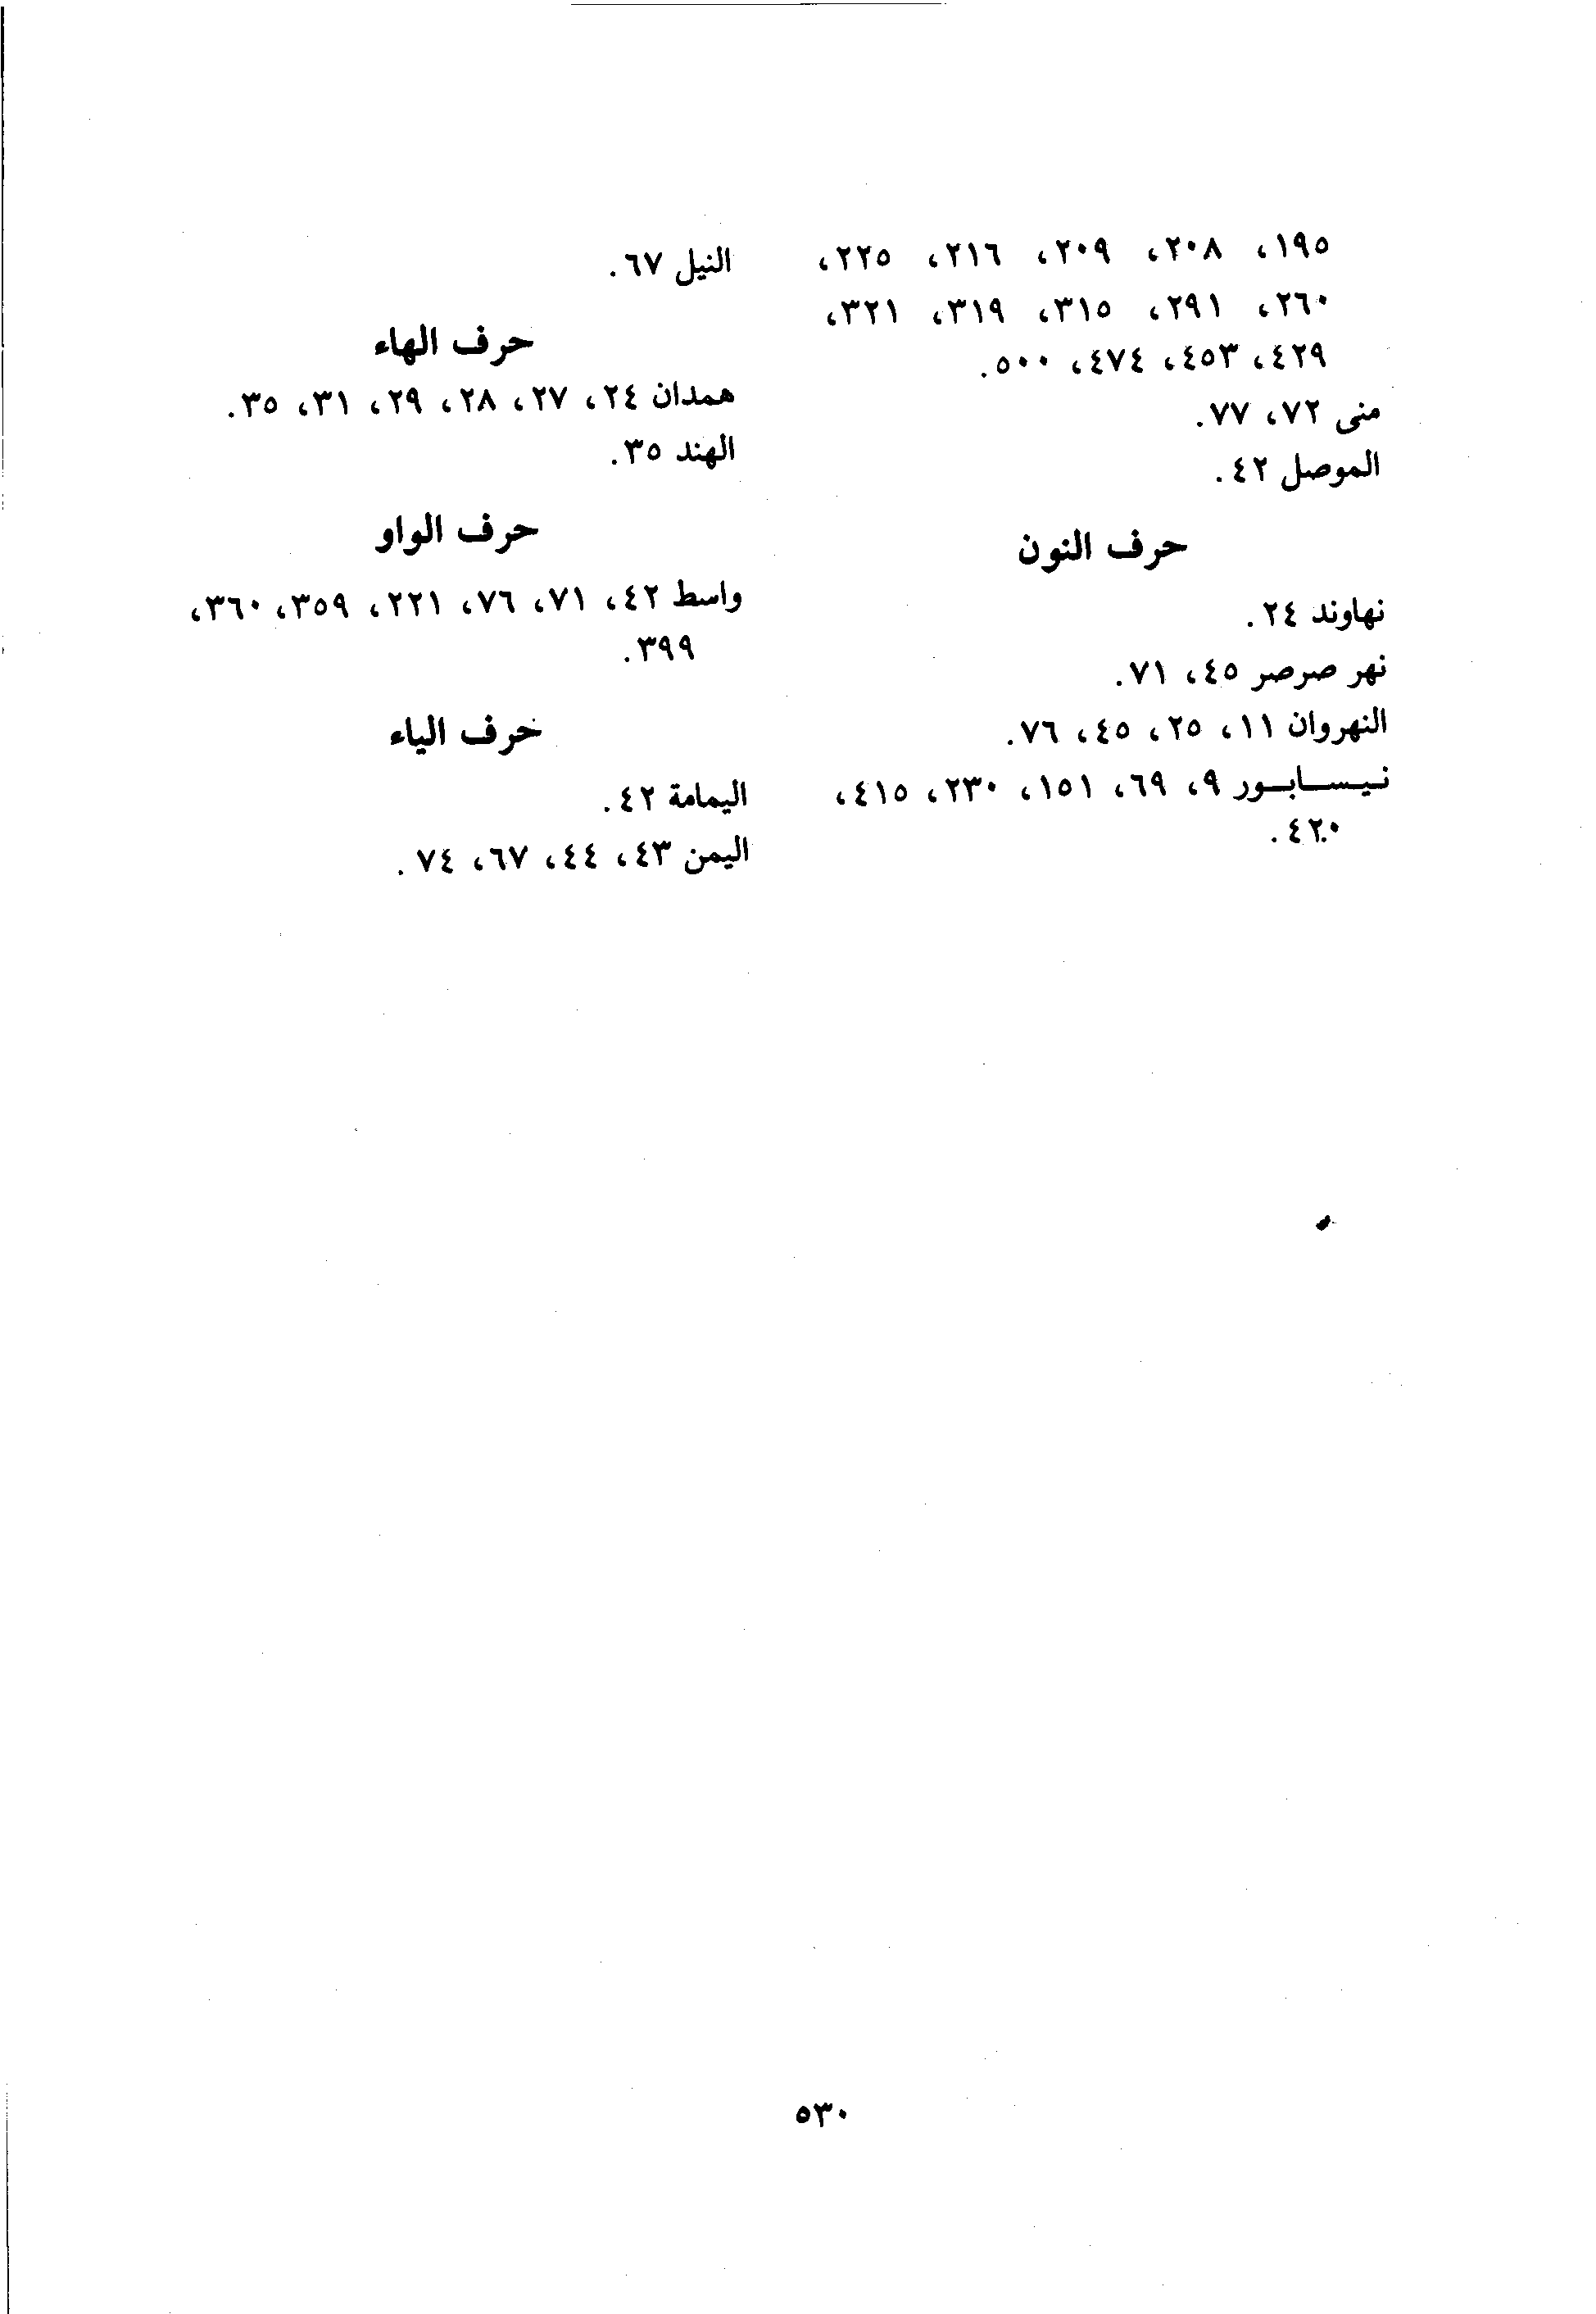 ١٩٥، ٢٠٨، ٢٠٩، ٢١٦، ٢٢٥،
٢٦٠، ٢٩١، ٣١٥، ٣١٩، ٣٢١،
٤٢٩، ٤٥٣، ٤٧٤، ٥٠٠.
منى ٧٢، ٧٧.
الموصل ٤٢.
حرف النون
نهاوند ٢٤.
نهر صرصر ٤٥، ٧١.
النهروان ١١، ٢٥، ٤٥، ٧٦.
نـيـسـابـور ٩، ٦٩، ١٥١، ٢٣٠، ٤١٥،
٤٢٠.
النيل ٦٧.
حرف الهاء
همدان ٢٤، ٢٧، ٢٨، ٢٩، ٣١، ٣٥.
الهند ٣٥.
حرف الواو
واسط ٤٢، ٧١، ٧٦، ٢٢١، ٣٥٩، ٣٦٠،
٣٩٩.
حرف الياء
اليمامة ٤٢.
اليمن ٤٣، ٤٤، ٦٧، ٧٤.
٥٣٠